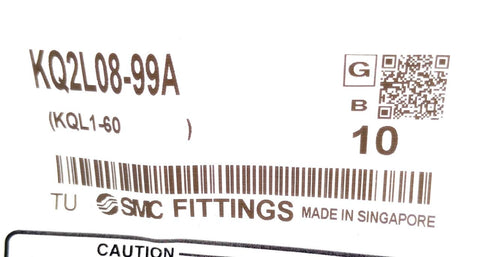 KQ2L08-99A
G
(KQL1-60 )
B
10
TU SMC FITTINGS MADE IN SINGAPORE
CAUTION